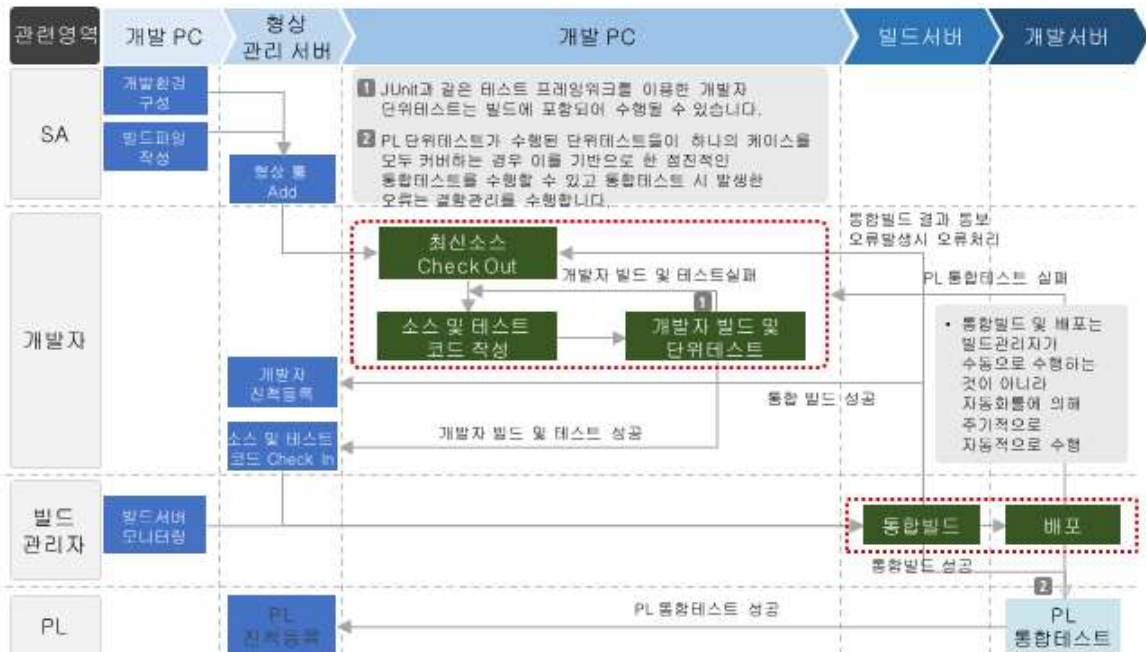 관련영역
개발 PC
형상
관리 서버
개발 PC
빌드서버
개발서버
SA
개발환경
구성
빌드파일
작성
형상 툴
Add
1 JUnit과 같은 테스트 프레임워크를 이용한 개발자
단위테스트는 빌드에 포함되어 수행될 수 있습니다.
2 PL 단위테스트가 수행된 단위테스트들이 하나의 케이스를
모두 커버하는 경우 이를 기반으로 한 점진적인
통합테스트를 수행할 수 있고 통합테스트 시 발생한
오류는 결함관리를 수행합니다.
개발자
최신소스
Check Out
통합빌드 결과 통보
오류발생시 오류처리
개발자 빌드 및 테스트실패
PL 통합테스트 실패
1
소스 및 테스트
코드 작성
개발자 빌드 및
단위테스트
• 통합빌드 및 배포는
빌드관리자가
수동으로 수행하는
것이 아니라
자동화툴에 의해
주기적으로
자동적으로 수행
개발자
진척등록
통합 빌드 성공
소스 및 테스트
코드 Check In
개발자 빌드 및 테스트 성공
빌드
관리자
빌드서버
모니터링
통합빌드
배포
통합빌드 성공
2
PL
PL
진척등록
PL 통합테스트 성공
PL
통합테스트